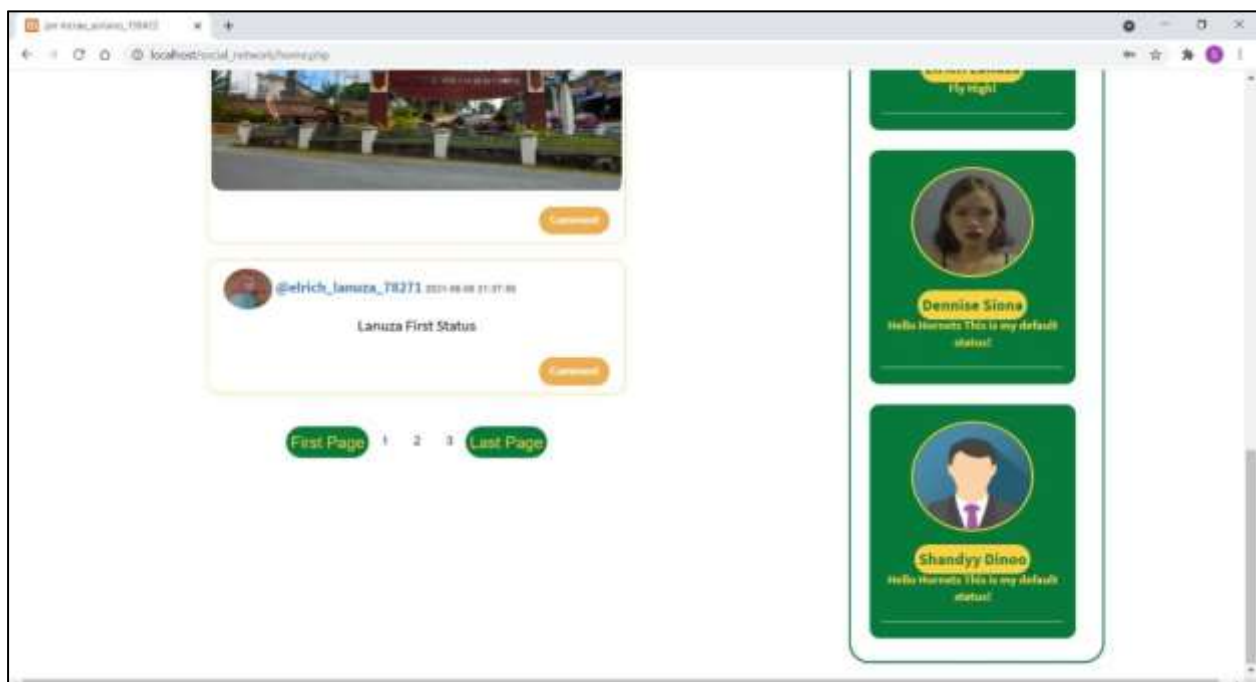 localhost/social_network/home.php
Comment
@elrich_lanuza_78271
Lanuza First Status
Comment
First Page 1 2 3 Last Page
Fly High!
Dennise Siona
Hello Hornets This is my default
status!
Shandyy Dinoo
Hello Hornets This is my default
status!